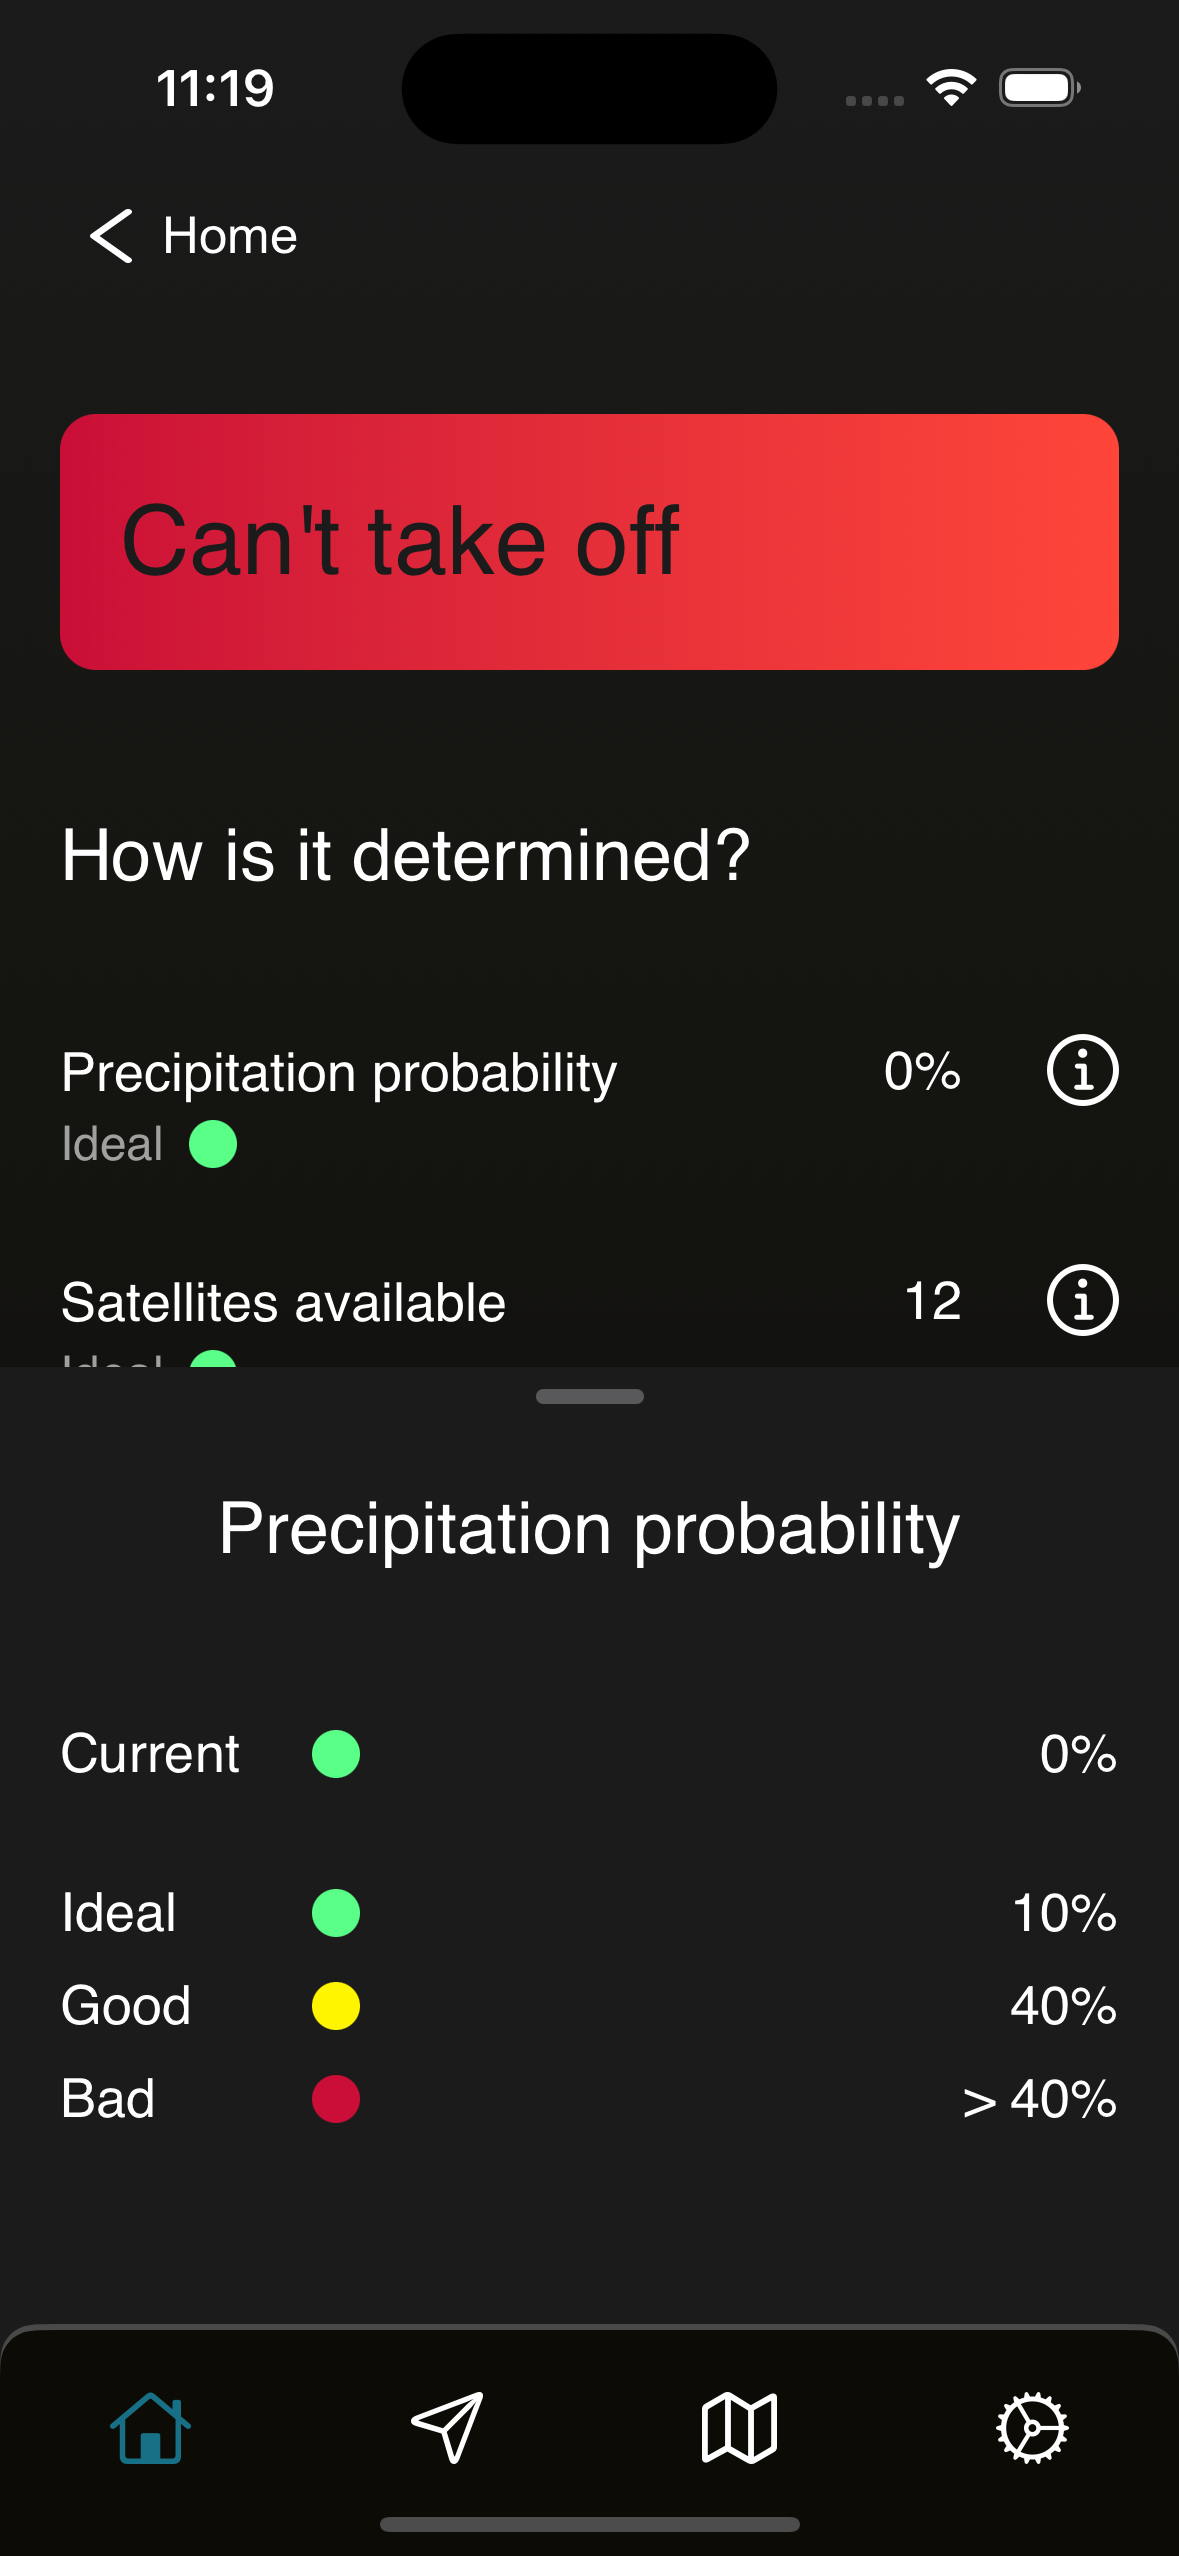 11:19
Home
Can't take off
How is it determined?
Precipitation probability 0%
Ideal
Satellites available 12
Ideal
Precipitation probability
Current 0%
Ideal 10%
Good 40%
Bad > 40%